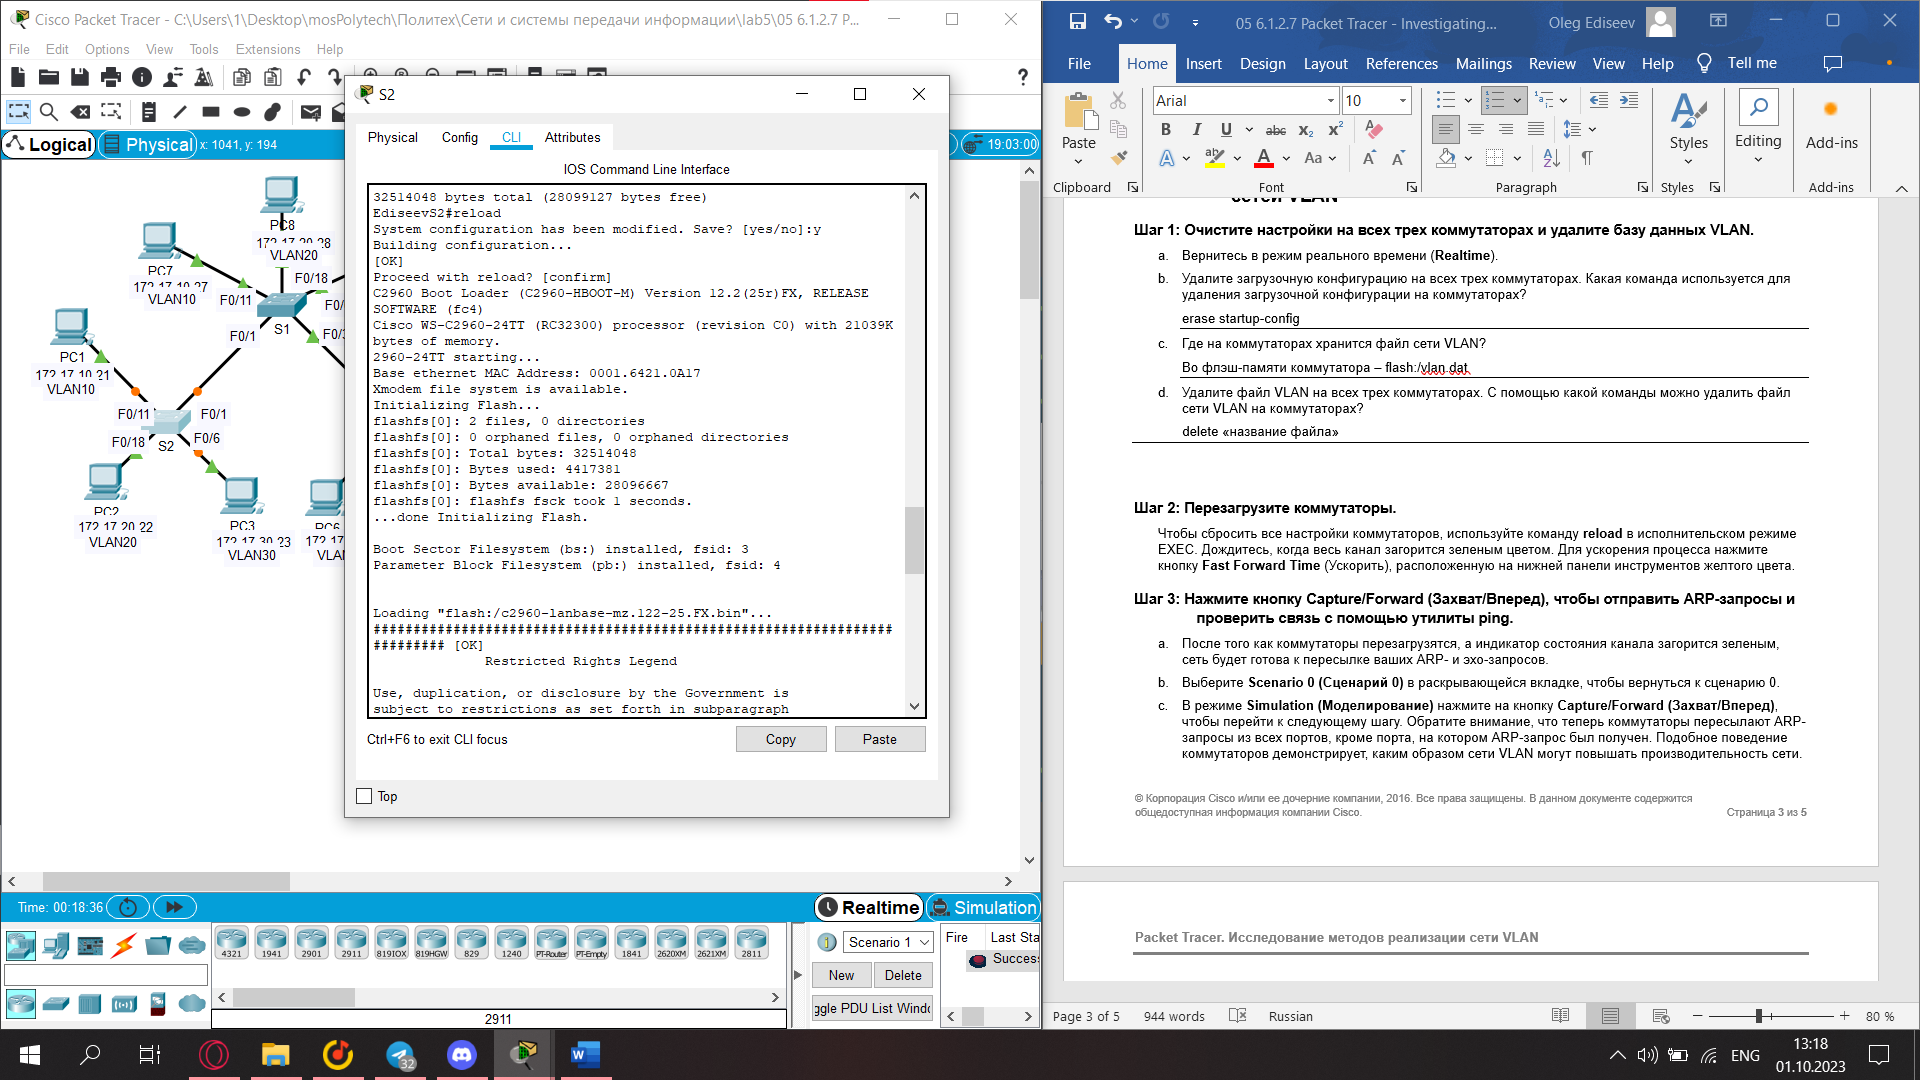 Cisco Packet Tracer - C:\Users\1\Desktop\mosPolytech\Политех\Сети и системы передачи информации\lab5\05 6.1.2.7 P...
File Edit Options View Tools Extensions Help
Logical
Physical
x: 1041, y: 194
19:03:00
PC8
172.17.20.28
VLAN20
PC7
172.17.10.27
VLAN10
F0/11
F0/18
S1
F0/1
PC1
172.17.10.21
VLAN10
F0/11
F0/1
F0/18
F0/6
S2
PC2
172.17.20.22
VLAN20
PC3
172.17.30.23
VLAN30
PC6
S2
Physical Config CLI Attributes
IOS Command Line Interface
32514048 bytes total (28099127 bytes free)
EdiseevS2#reload
System configuration has been modified. Save? [yes/no]:y
Building configuration...
[OK]
Proceed with reload? [confirm]
C2960 Boot Loader (C2960-HBOOT-M) Version 12.2(25r)FX, RELEASE
SOFTWARE (fc4)
Cisco WS-C2960-24TT (RC32300) processor (revision C0) with 21039K
bytes of memory.
2960-24TT starting...
Base ethernet MAC Address: 0001.6421.0A17
Xmodem file system is available.
Initializing Flash...
flashfs[0]: 2 files, 0 directories
flashfs[0]: 0 orphaned files, 0 orphaned directories
flashfs[0]: Total bytes: 32514048
flashfs[0]: Bytes used: 4417381
flashfs[0]: Bytes available: 28096667
flashfs[0]: flashfs fsck took 1 seconds.
...done Initializing Flash.
Boot Sector Filesystem (bs:) installed, fsid: 3
Parameter Block Filesystem (pb:) installed, fsid: 4
Loading "flash:/c2960-lanbase-mz.122-25.FX.bin"...
#################################################################
######### [OK]
Restricted Rights Legend
Use, duplication, or disclosure by the Government is
subject to restrictions as set forth in subparagraph
Ctrl+F6 to exit CLI focus
Copy
Paste
Top
Time: 00:18:36
Realtime
Simulation
4321 1941 2901 2911 819IOX 819HGW 829 1240 PT-Router PT-Empty 1841 2620XM 2621XM 2811
2911
Scenario 1
New
Delete
Fire Last Sta
Success
05 6.1.2.7 Packet Tracer - Investigating...
Oleg Ediseev
File Home Insert Design Layout References Mailings Review View Help Tell me
Arial
10
Paste
Styles
Editing
Add-ins
Clipboard Font Paragraph Styles Add-ins
сетей VLAN
Шаг 1: Очистите настройки на всех трех коммутаторах и удалите базу данных VLAN.
a. Вернитесь в режим реального времени (Realtime).
b. Удалите загрузочную конфигурацию на всех трех коммутаторах. Какая команда используется для
удаления загрузочной конфигурации на коммутаторах?
erase startup-config
c. Где на коммутаторах хранится файл сети VLAN?
Во флэш-памяти коммутатора – flash:/vlan.dat
d. Удалите файл VLAN на всех трех коммутаторах. С помощью какой команды можно удалить файл
сети VLAN на коммутаторах?
delete «название файла»
Шаг 2: Перезагрузите коммутаторы.
Чтобы сбросить все настройки коммутаторов, используйте команду reload в исполнительском режиме
EXEC. Дождитесь, когда весь канал загорится зеленым цветом. Для ускорения процесса нажмите
кнопку Fast Forward Time (Ускорить), расположенную на нижней панели инструментов желтого цвета.
Шаг 3: Нажмите кнопку Capture/Forward (Захват/Вперед), чтобы отправить ARP-запросы и
проверить связь с помощью утилиты ping.
a. После того как коммутаторы перезагрузятся, а индикатор состояния канала загорится зеленым,
сеть будет готова к пересылке ваших ARP- и эхо-запросов.
b. Выберите Scenario 0 (Сценарий 0) в раскрывающейся вкладке, чтобы вернуться к сценарию 0.
c. В режиме Simulation (Моделирование) нажмите на кнопку Capture/Forward (Захват/Вперед),
чтобы перейти к следующему шагу. Обратите внимание, что теперь коммутаторы пересылают ARP-
запросы из всех портов, кроме порта, на котором ARP-запрос был получен. Подобное поведение
коммутаторов демонстрирует, каким образом сети VLAN могут повышать производительность сети.
© Корпорация Cisco и/или ее дочерние компании, 2016. Все права защищены. В данном документе содержится
общедоступная информация компании Cisco.
Страница 3 из 5
Packet Tracer. Исследование методов реализации сети VLAN
Page 3 of 5 944 words Russian
80 %
32
ENG
13:18
01.10.2023